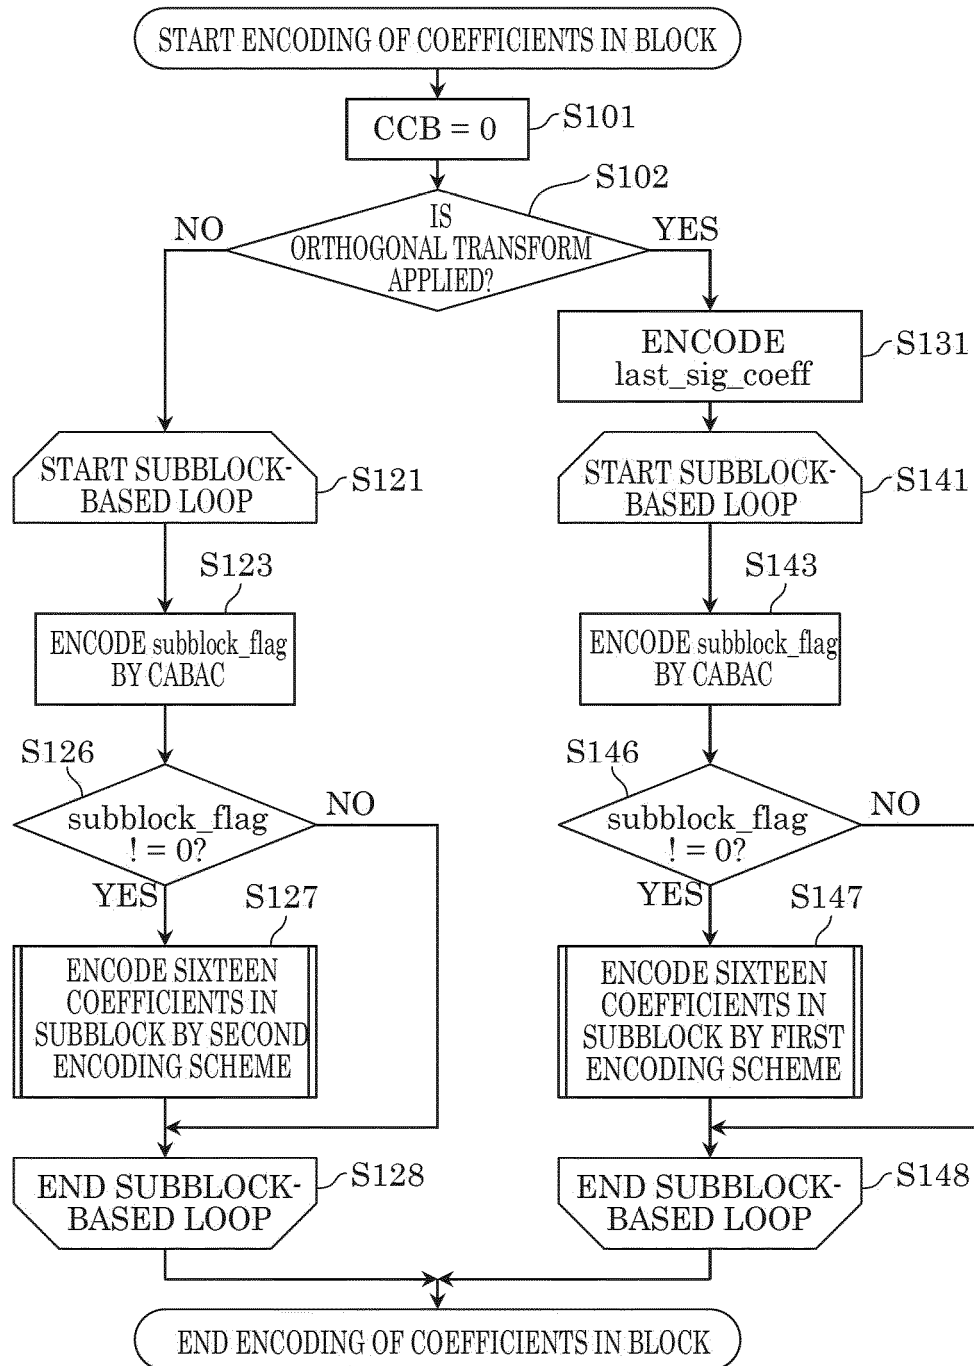 START ENCODING OF COEFFICIENTS IN BLOCK
CCB = 0
S101
S102
IS
ORTHOGONAL TRANSFORM
APPLIED?
NO
YES
ENCODE
last_sig_coeff
S131
START SUBBLOCK-
BASED LOOP
S121
START SUBBLOCK-
BASED LOOP
S141
S123
ENCODE subblock_flag
BY CABAC
S143
ENCODE subblock_flag
BY CABAC
S126
subblock_flag
! = 0?
NO
YES
S146
subblock_flag
! = 0?
NO
YES
S127
ENCODE SIXTEEN
COEFFICIENTS IN
SUBBLOCK BY SECOND
ENCODING SCHEME
S147
ENCODE SIXTEEN
COEFFICIENTS IN
SUBBLOCK BY FIRST
ENCODING SCHEME
END SUBBLOCK-
BASED LOOP
S128
END SUBBLOCK-
BASED LOOP
S148
END ENCODING OF COEFFICIENTS IN BLOCK